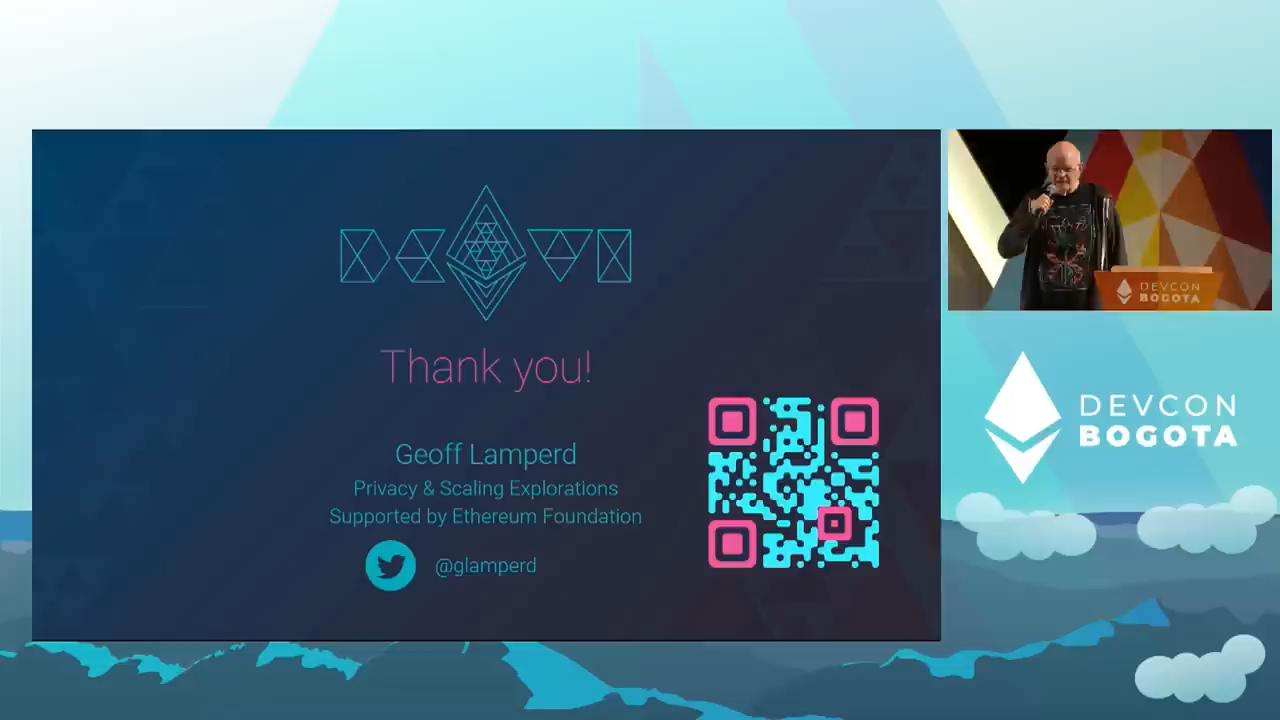 Thank you!
Geoff Lamperd
Privacy & Scaling Explorations
Supported by Ethereum Foundation
@glamperd
DEVCON
BOGOTA
DEVCON
BOGOTA